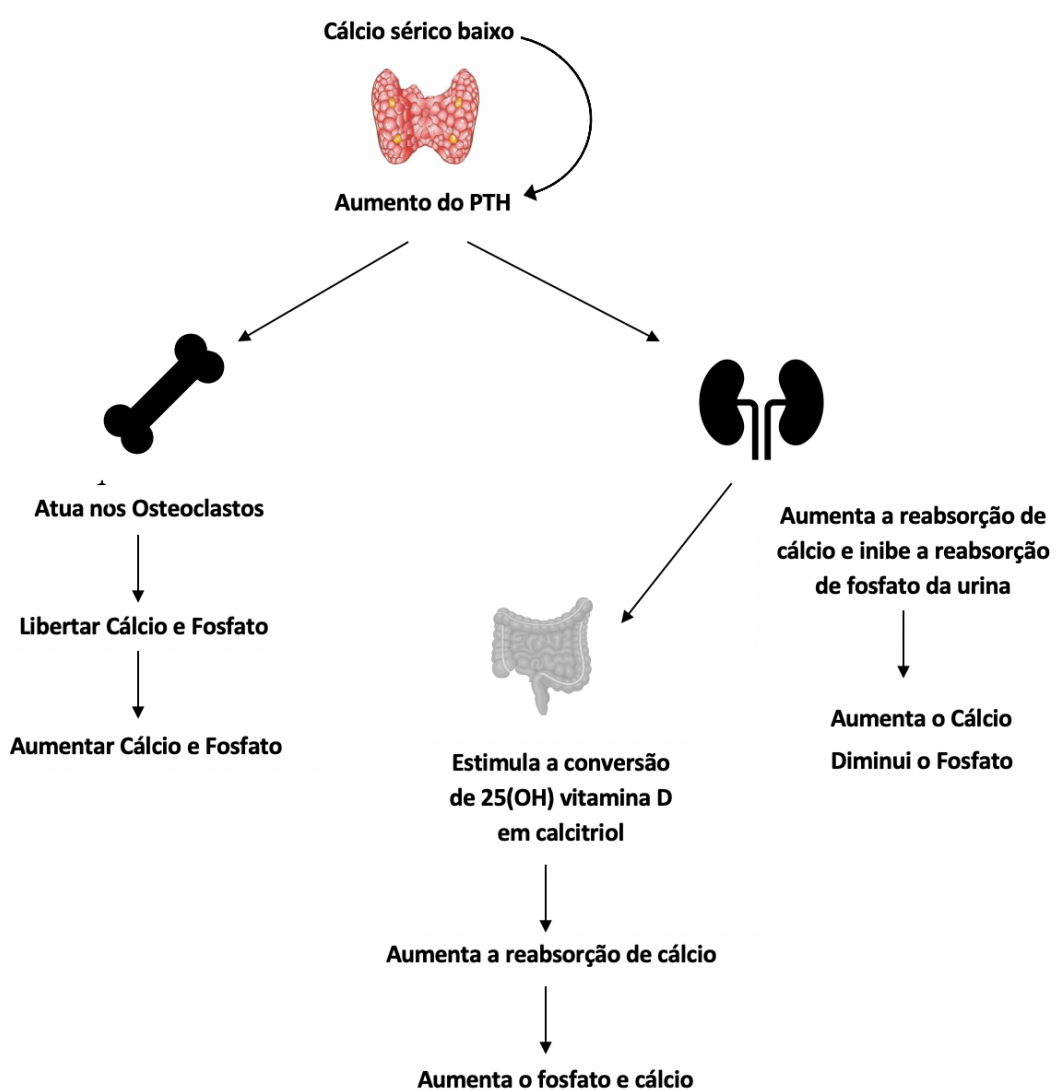 Cálcio sérico baixo
Aumento do PTH
Atua nos Osteoclastos
Libertar Cálcio e Fosfato
Aumentar Cálcio e Fosfato
Estimula a conversão
de 25(OH) vitamina D
em calcitriol
Aumenta a reabsorção de cálcio
Aumenta o fosfato e cálcio
Aumenta a reabsorção de
cálcio e inibe a reabsorção
de fosfato da urina
Aumenta o Cálcio
Diminui o Fosfato